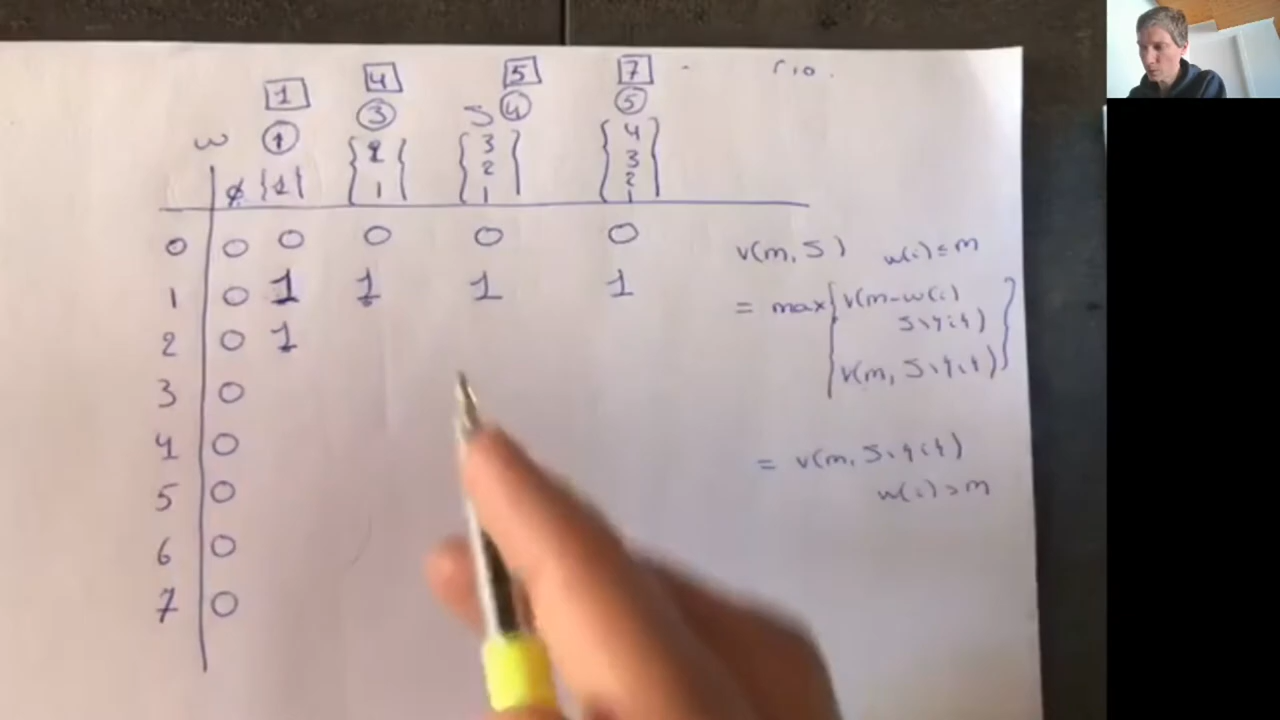 1 4 5 7
1 3 S 4 5
w
∅ {1} {2 1} {3 2 1} {4 3 2 1}
0 0 0 0 0 0
1 0 1 1 1 1
2 0 1
3 0
4 0
5 0
6 0
7 0
v(m, S) w(i) ≤ m
= max { v(m-w(i)
S\{i})
v(m, S\{i}) }
= v(m, S\{i})
w(i) > m